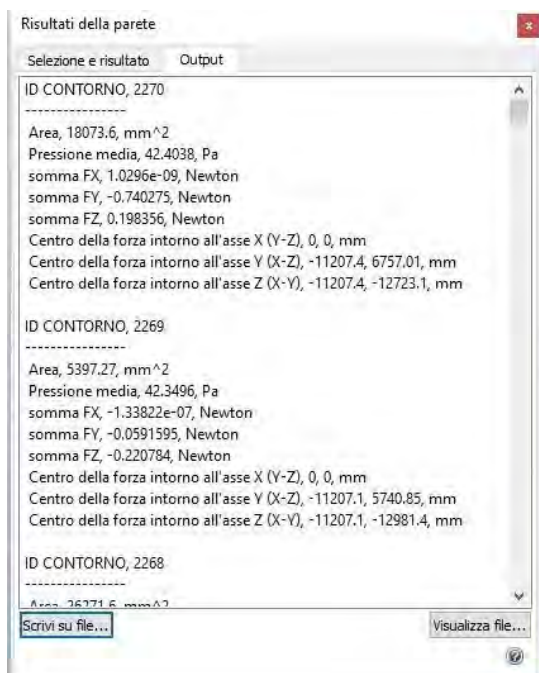 Risultati della parete
Selezione e risultato Output
ID CONTORNO, 2270
----------------
Area, 18073.6, mm^2
Pressione media, 42.4038, Pa
somma FX, 1.0296e-09, Newton
somma FY, -0.740275, Newton
somma FZ, 0.198356, Newton
Centro della forza intorno all'asse X (Y-Z), 0, 0, mm
Centro della forza intorno all'asse Y (X-Z), -11207.4, 6757.01, mm
Centro della forza intorno all'asse Z (X-Y), -11207.4, -12723.1, mm
ID CONTORNO, 2269
----------------
Area, 5397.27, mm^2
Pressione media, 42.3496, Pa
somma FX, -1.33822e-07, Newton
somma FY, -0.0591595, Newton
somma FZ, -0.220784, Newton
Centro della forza intorno all'asse X (Y-Z), 0, 0, mm
Centro della forza intorno all'asse Y (X-Z), -11207.1, 5740.85, mm
Centro della forza intorno all'asse Z (X-Y), -11207.1, -12981.4, mm
ID CONTORNO, 2268
----------------
Area, 26271.6, mm^2
Scrivi su file... Visualizza file...